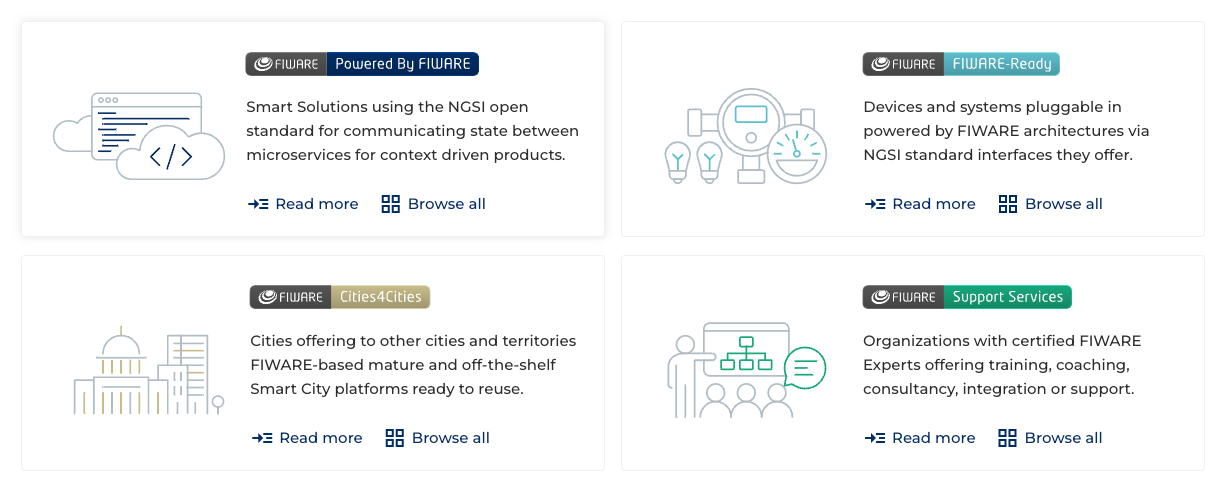 FIWARE Powered By FIWARE
Smart Solutions using the NGSI open
standard for communicating state between
microservices for context driven products.
Read more Browse all
FIWARE FIWARE-Ready
Devices and systems pluggable in
powered by FIWARE architectures via
NGSI standard interfaces they offer.
Read more Browse all
FIWARE Cities4Cities
Cities offering to other cities and territories
FIWARE-based mature and off-the-shelf
Smart City platforms ready to reuse.
Read more Browse all
FIWARE Support Services
Organizations with certified FIWARE
Experts offering training, coaching,
consultancy, integration or support.
Read more Browse all